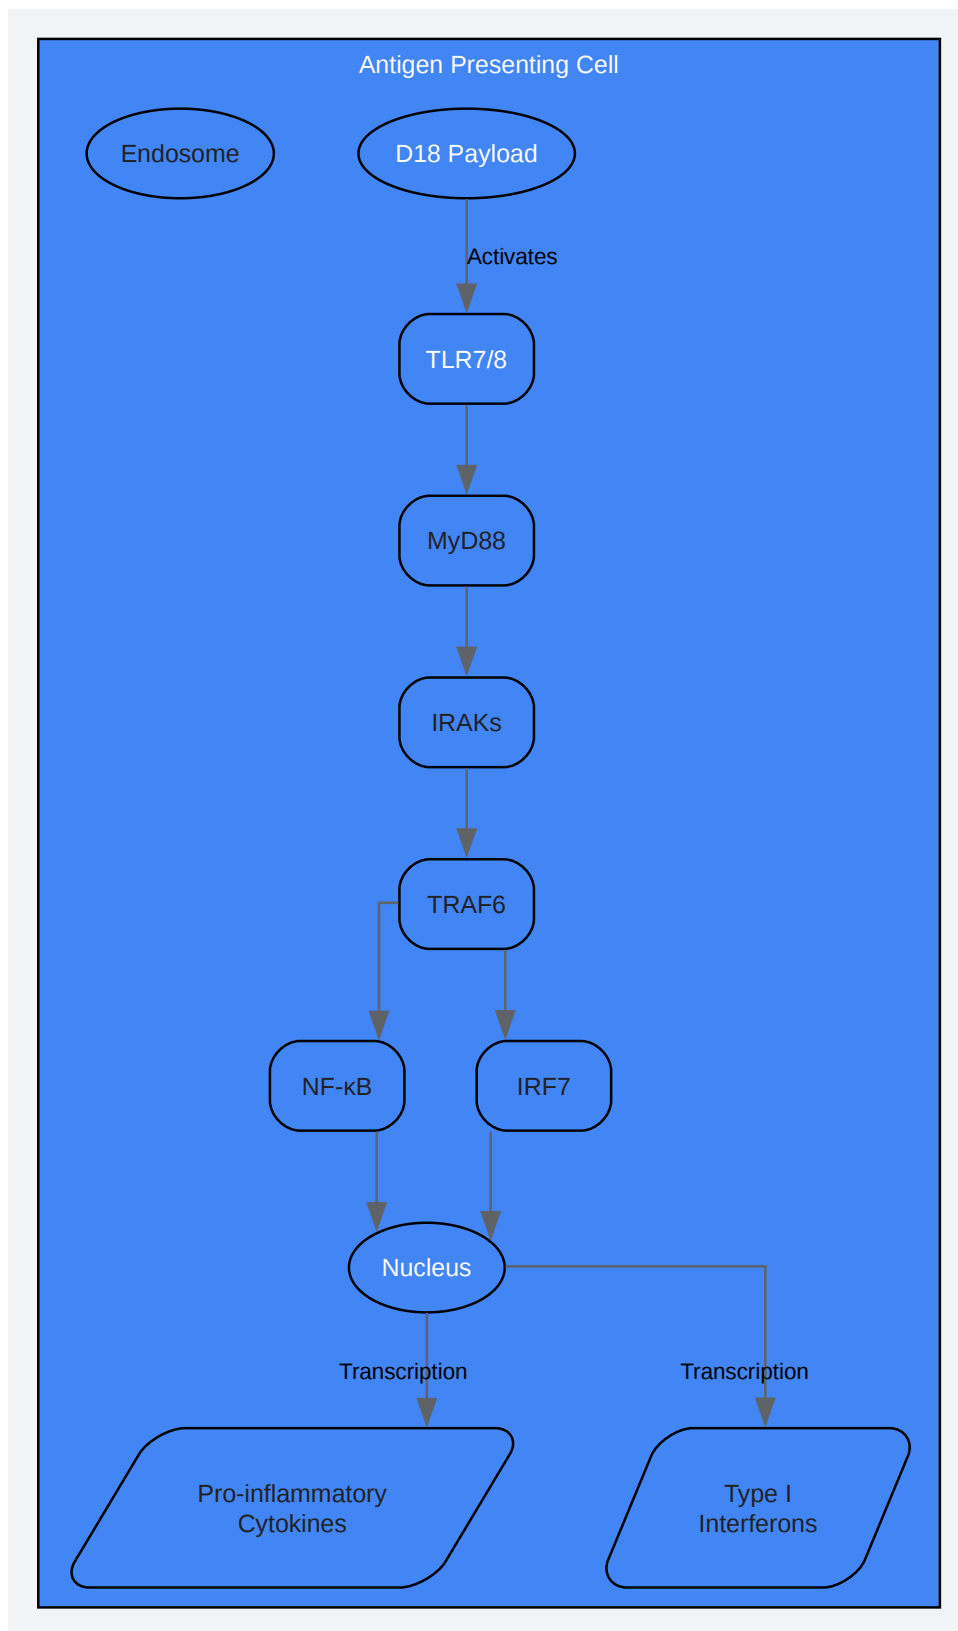 Antigen Presenting Cell
Endosome
D18 Payload
Activates
TLR7/8
MyD88
IRAKs
TRAF6
NF-κB
IRF7
Nucleus
Transcription
Transcription
Pro-inflammatory
Cytokines
Type I
Interferons